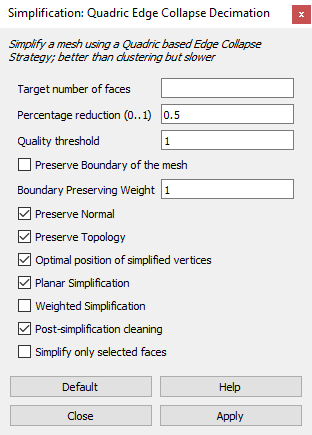 Simplification: Quadric Edge Collapse Decimation
x
Simplify a mesh using a Quadric based Edge Collapse
Strategy; better than clustering but slower
Target number of faces
Percentage reduction (0..1) 0.5
Quality threshold 1
Preserve Boundary of the mesh
Boundary Preserving Weight 1
Preserve Normal
Preserve Topology
Optimal position of simplified vertices
Planar Simplification
Weighted Simplification
Post-simplification cleaning
Simplify only selected faces
Default Help
Close Apply